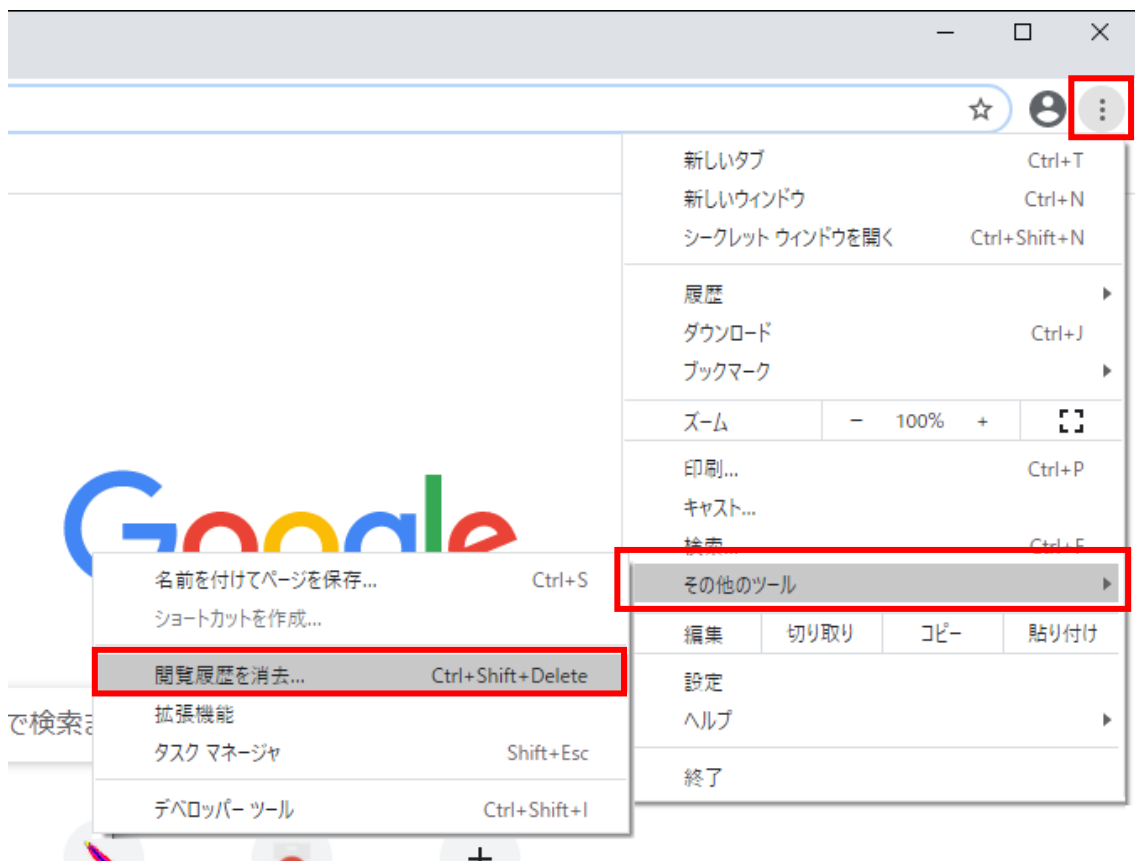 新しいタブ Ctrl+T
新しいウィンドウ Ctrl+N
シークレット ウィンドウを開く Ctrl+Shift+N
履歴
ダウンロード Ctrl+J
ブックマーク
ズーム − 100% +
印刷... Ctrl+P
キャスト...
検索... Ctrl+F
その他のツール
編集 切り取り コピー 貼り付け
設定
ヘルプ
終了
Google
名前を付けてページを保存... Ctrl+S
ショートカットを作成...
閲覧履歴を消去... Ctrl+Shift+Delete
拡張機能
タスク マネージャ Shift+Esc
デベロッパー ツール Ctrl+Shift+I
で検索